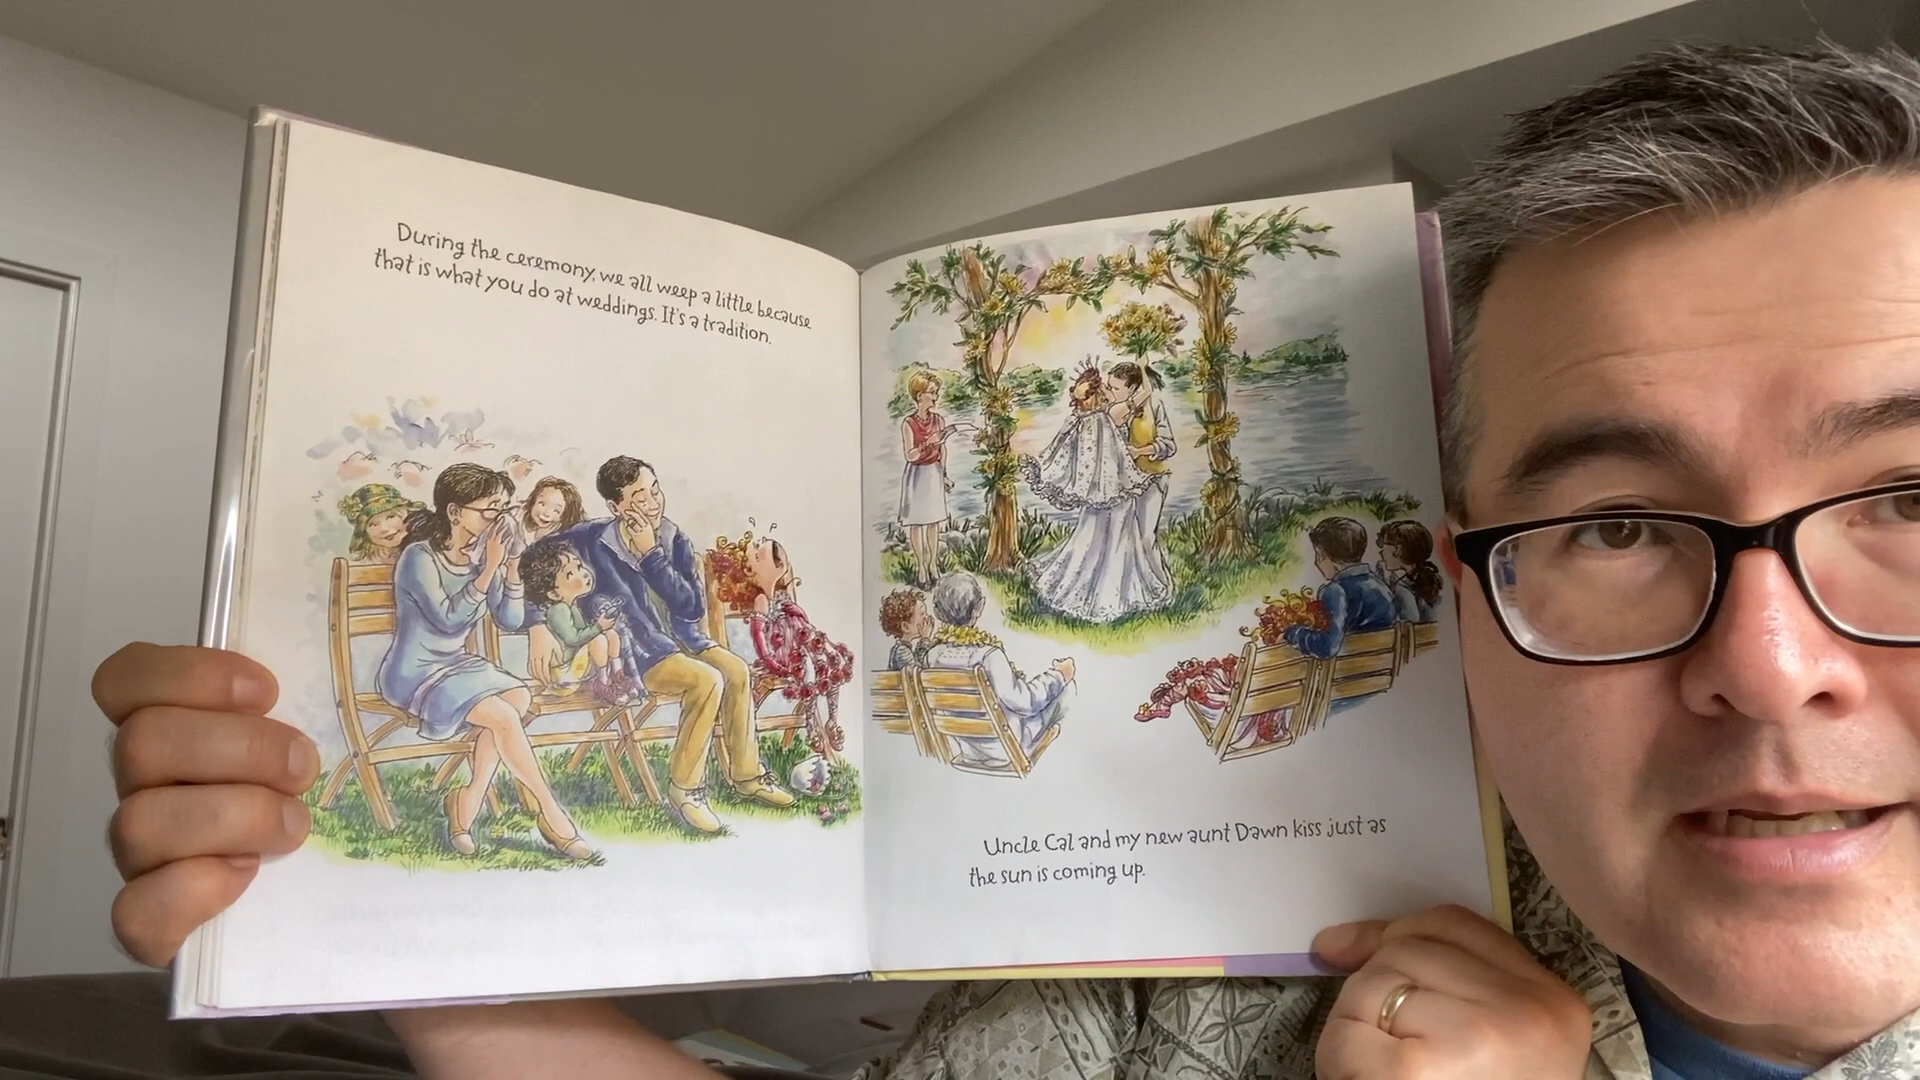 During the ceremony, we all weep a little because
that is what you do at weddings. It's a tradition.
Uncle Cal and my new aunt Dawn kiss just as
the sun is coming up.